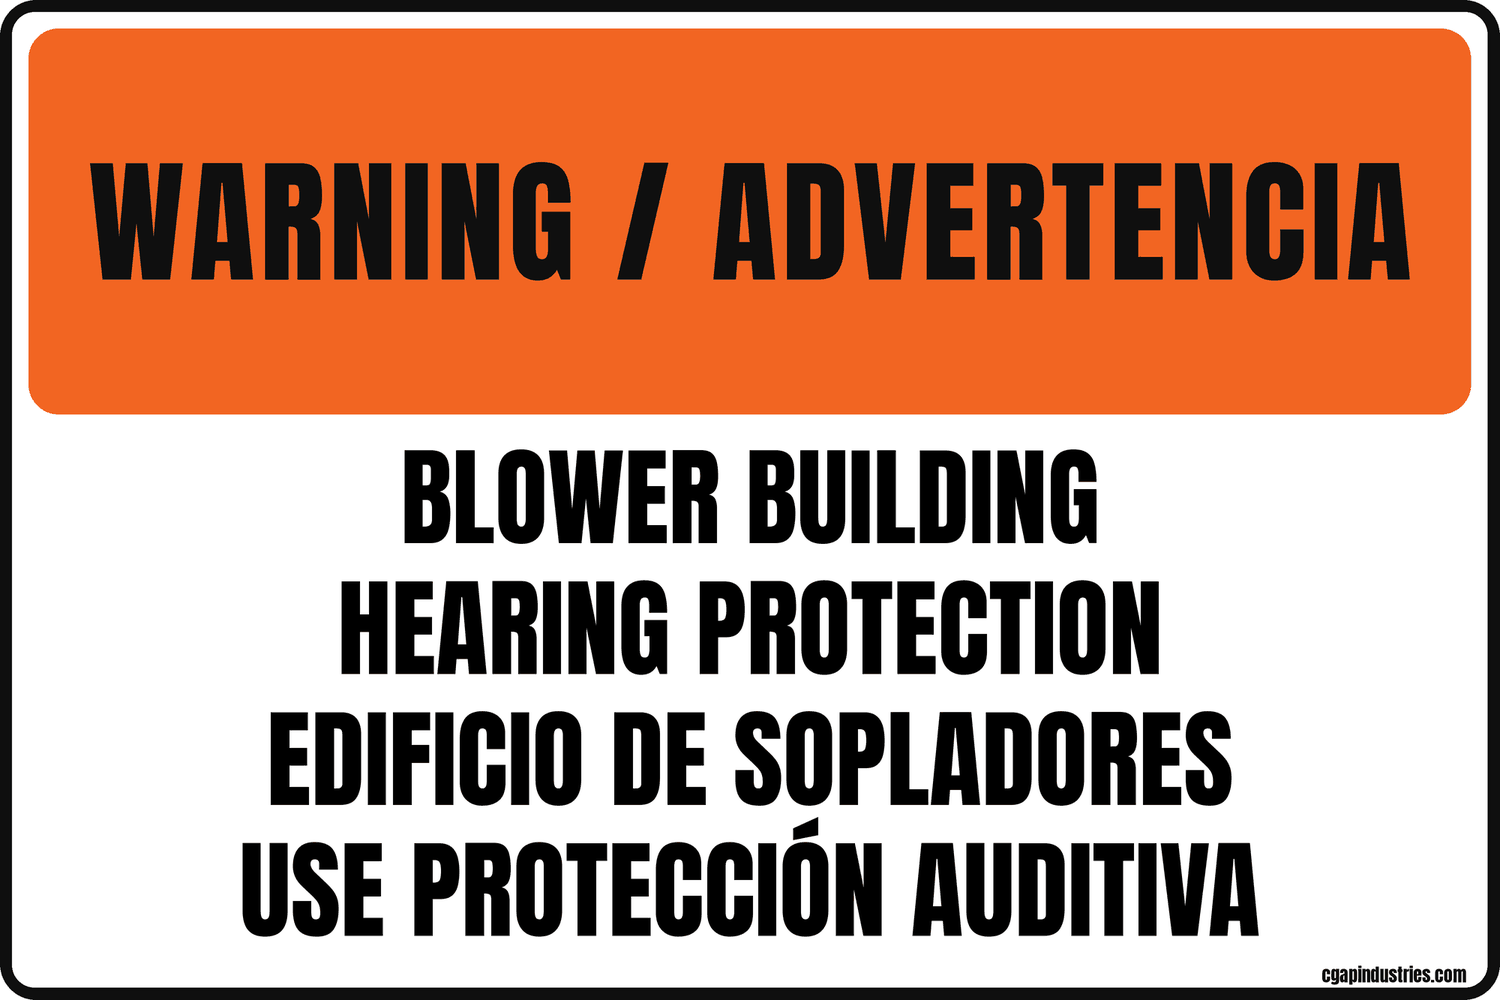 WARNING / ADVERTENCIA
BLOWER BUILDING
HEARING PROTECTION
EDIFICIO DE SOPLADORES
USE PROTECCIÓN AUDITIVA
cgapindustries.com